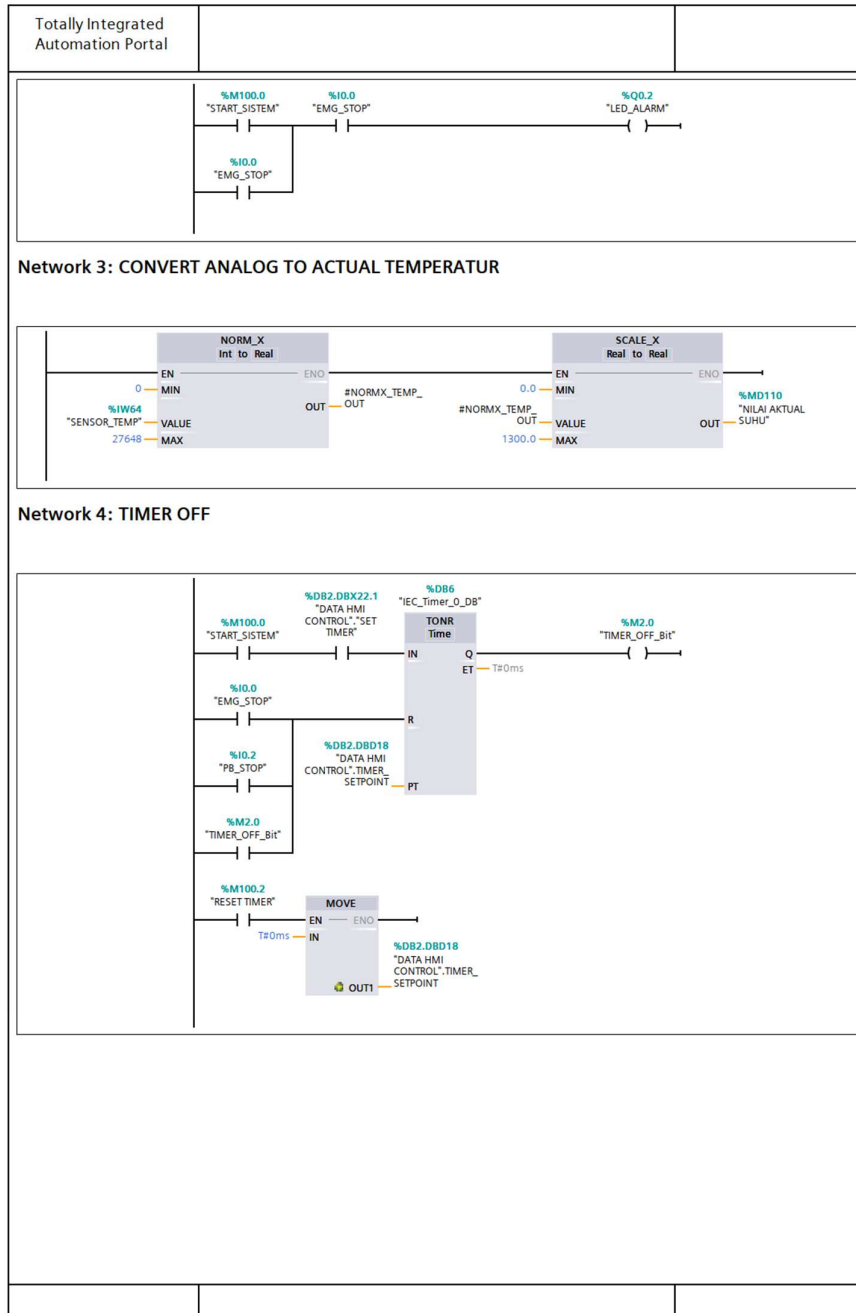 Totally Integrated
Automation Portal
%M100.0
"START_SISTEM"
%I0.0
"EMG_STOP"
%Q0.2
"LED_ALARM"
%I0.0
"EMG_STOP"
Network 3: CONVERT ANALOG TO ACTUAL TEMPERATUR
NORM_X
Int to Real
EN
ENO
0
MIN
%IW64
"SENSOR_TEMP"
VALUE
27648
MAX
OUT
#NORMX_TEMP_
OUT
SCALE_X
Real to Real
EN
ENO
0.0
MIN
#NORMX_TEMP_
OUT
VALUE
1300.0
MAX
OUT
%MD110
"NILAI AKTUAL
SUHU"
Network 4: TIMER OFF
%M100.0
"START_SISTEM"
%DB2.DBX22.1
"DATA HMI
CONTROL"."SET
TIMER"
%DB6
"IEC_Timer_0_DB"
TONR
Time
IN
Q
ET
T#0ms
%M2.0
"TIMER_OFF_Bit"
%I0.0
"EMG_STOP"
R
%I0.2
"PB_STOP"
%DB2.DBD18
"DATA HMI
CONTROL".TIMER_
SETPOINT
PT
%M2.0
"TIMER_OFF_Bit"
%M100.2
"RESET TIMER"
MOVE
EN
ENO
T#0ms
IN
OUT1
%DB2.DBD18
"DATA HMI
CONTROL".TIMER_
SETPOINT